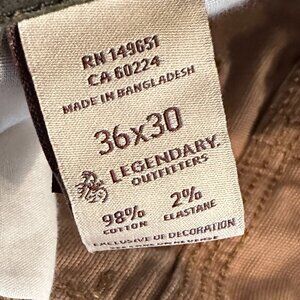 RN 149651
CA 60224
MADE IN BANGLADESH
36x30
LEGENDARY
OUTFITTERS
98% 2%
COTTON ELASTANE
EXCLUSIVE OF DECORATION